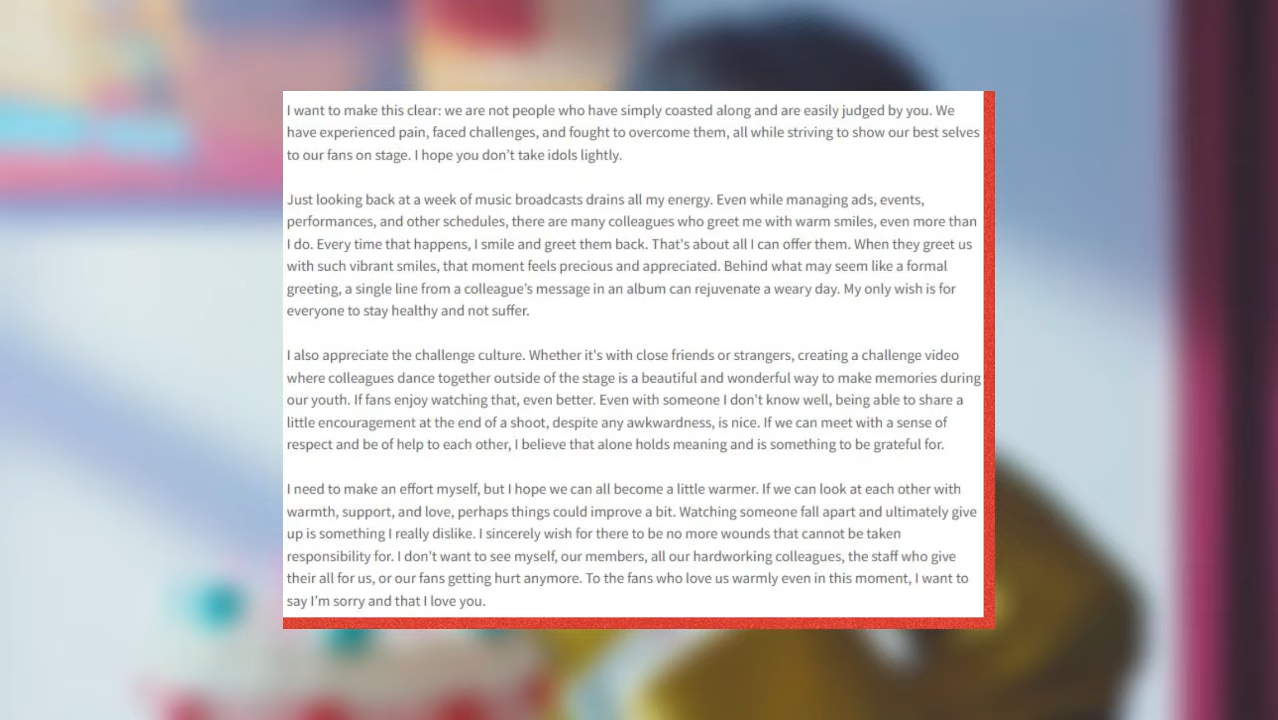 I want to make this clear: we are not people who have simply coasted along and are easily judged by you. We
have experienced pain, faced challenges, and fought to overcome them, all while striving to show our best selves
to our fans on stage. I hope you don’t take idols lightly.
Just looking back at a week of music broadcasts drains all my energy. Even while managing ads, events,
performances, and other schedules, there are many colleagues who greet me with warm smiles, even more than
I do. Every time that happens, I smile and greet them back. That’s about all I can offer them. When they greet us
with such vibrant smiles, that moment feels precious and appreciated. Behind what may seem like a formal
greeting, a single line from a colleague’s message in an album can rejuvenate a weary day. My only wish is for
everyone to stay healthy and not suffer.
I also appreciate the challenge culture. Whether it’s with close friends or strangers, creating a challenge video
where colleagues dance together outside of the stage is a beautiful and wonderful way to make memories during
our youth. If fans enjoy watching that, even better. Even with someone I don’t know well, being able to share a
little encouragement at the end of a shoot, despite any awkwardness, is nice. If we can meet with a sense of
respect and be of help to each other, I believe that alone holds meaning and is something to be grateful for.
I need to make an effort myself, but I hope we can all become a little warmer. If we can look at each other with
warmth, support, and love, perhaps things could improve a bit. Watching someone fall apart and ultimately give
up is something I really dislike. I sincerely wish for there to be no more wounds that cannot be taken
responsibility for. I don’t want to see myself, our members, all our hardworking colleagues, the staff who give
their all for us, or our fans getting hurt anymore. To the fans who love us warmly even in this moment, I want to
say I’m sorry and that I love you.